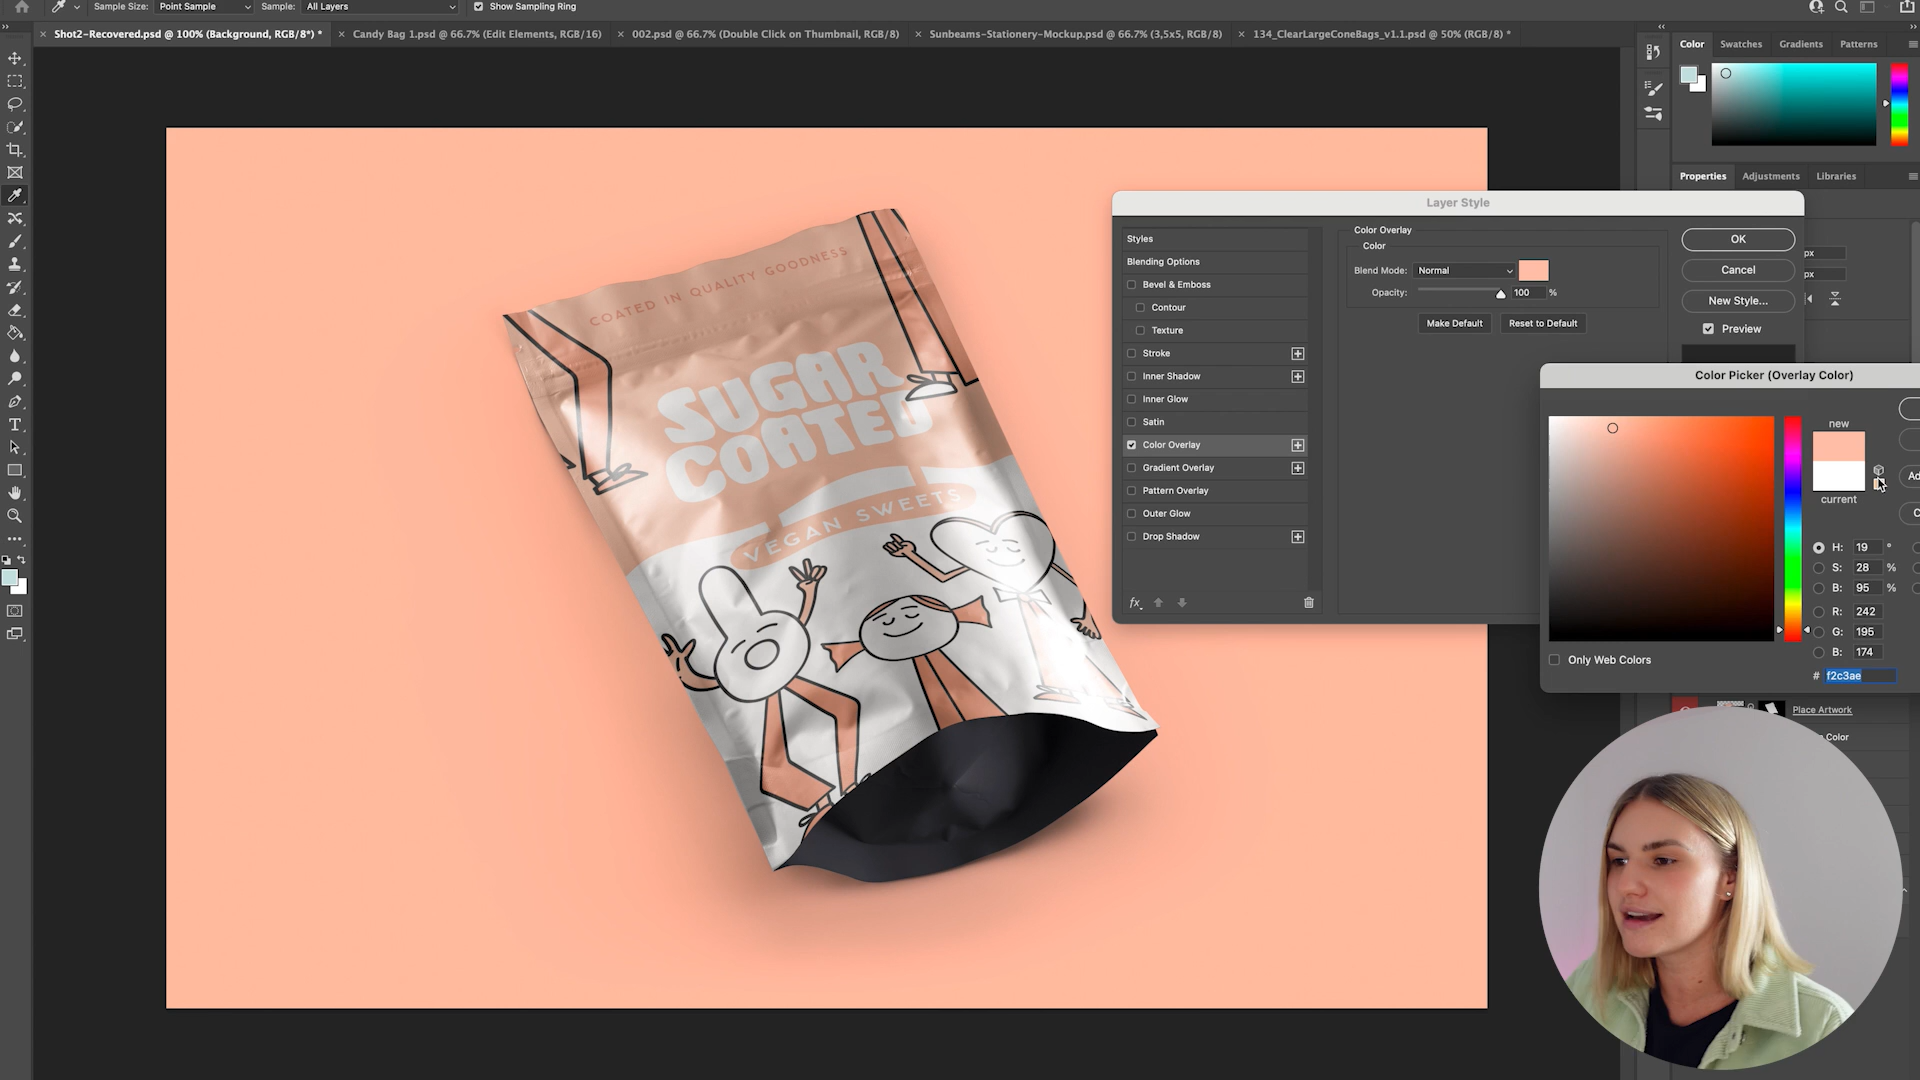 Sample Size: Point Sample Sample: All Layers Show Sampling Ring
Shot2-Recovered.psd @ 100% (Background, RGB/8*) *
Candy Bag 1.psd @ 66.7% (Edit Elements, RGB/16)
002.psd @ 66.7% (Double Click on Thumbnail, RGB/8)
Sunbeams-Stationery-Mockup.psd @ 66.7% (3,5x5, RGB/8)
134_ClearLargeConeBags_v1.1.psd @ 50% (RGB/8) *
Color Swatches Gradients Patterns
Properties Adjustments Libraries
px
px
COATED IN QUALITY GOODNESS
SUGAR
COATED
VEGAN SWEETS
Layer Style
Styles
Blending Options
Bevel & Emboss
Contour
Texture
Stroke
Inner Shadow
Inner Glow
Satin
Color Overlay
Gradient Overlay
Pattern Overlay
Outer Glow
Drop Shadow
fx
Color Overlay
Color
Blend Mode: Normal
Opacity: 100 %
Make Default Reset to Default
OK
Cancel
New Style...
Preview
Color Picker (Overlay Color)
new
current
Ad
C
H: 19 °
S: 28 %
B: 95 %
R: 242
G: 195
B: 174
# f2c3ae
Only Web Colors
Place Artwork
Color